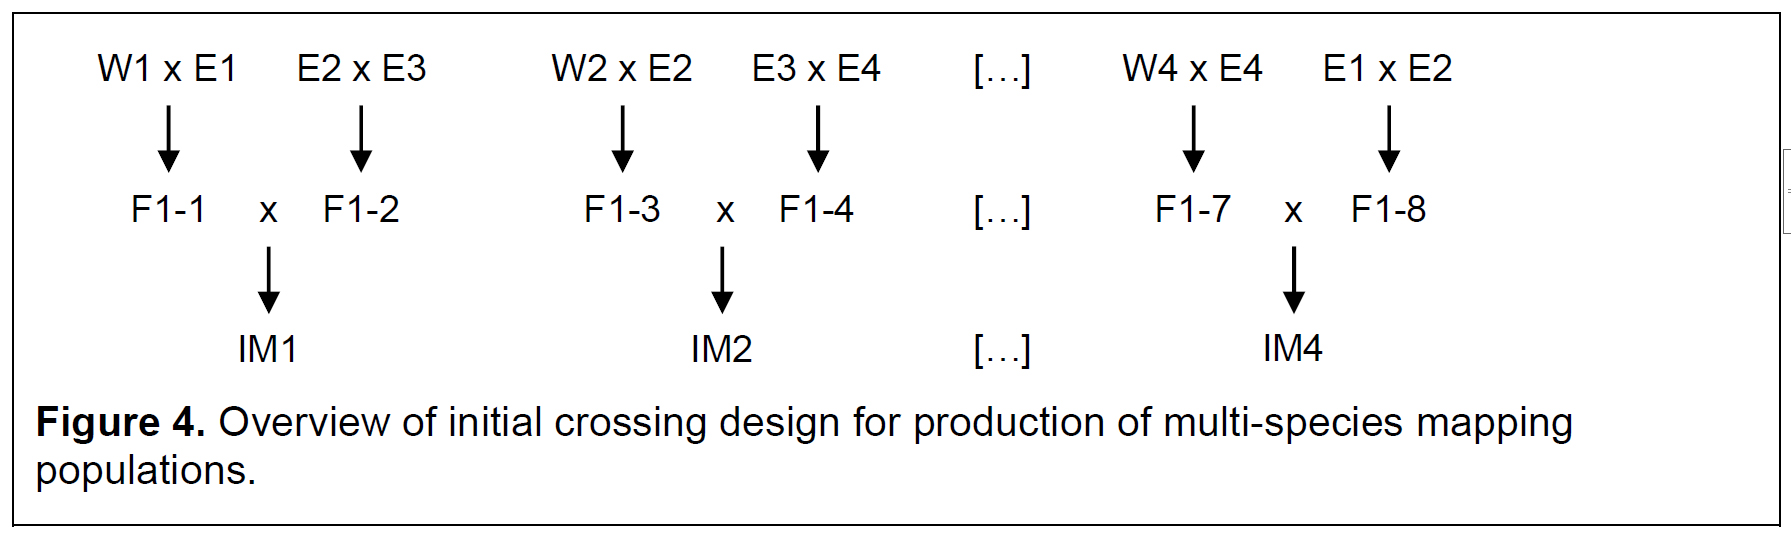 W1 x E1 E2 x E3 W2 x E2 E3 x E4 […] W4 x E4 E1 x E2
F1-1 x F1-2 F1-3 x F1-4 […] F1-7 x F1-8
IM1 IM2 […] IM4
Figure 4. Overview of initial crossing design for production of multi-species mapping
populations.